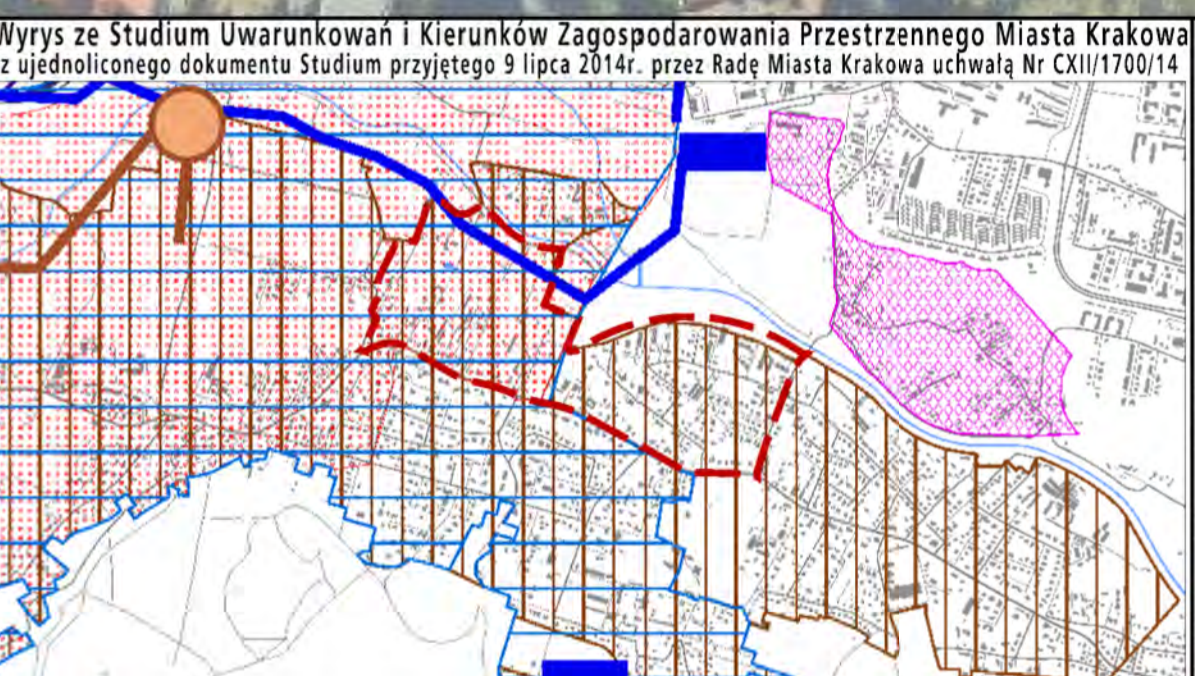 Wyrys ze Studium Uwarunkowań i Kierunków Zagospodarowania Przestrzennego Miasta Krakowa
z ujednoliconego dokumentu Studium przyjętego 9 lipca 2014r. przez Radę Miasta Krakowa uchwałą Nr CXII/1700/14